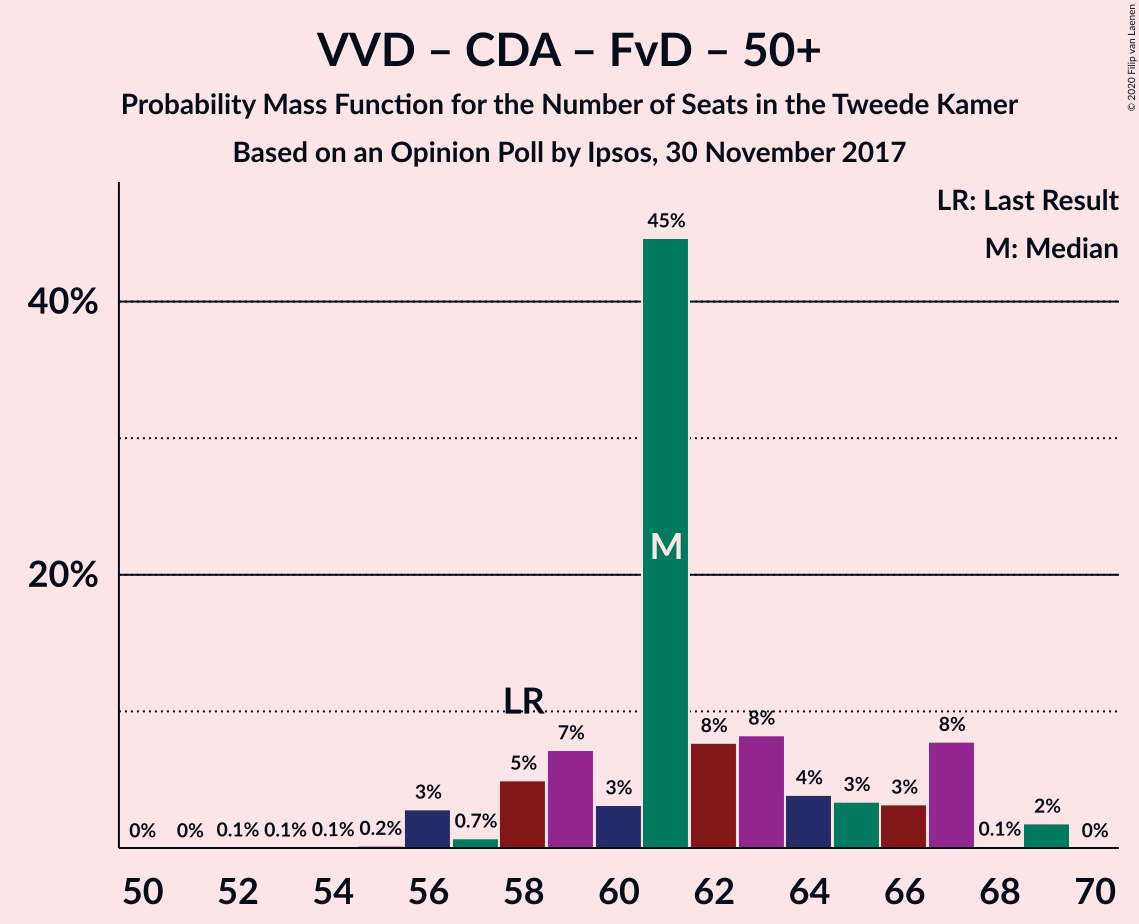 VVD – CDA – FvD – 50+
Probability Mass Function for the Number of Seats in the Tweede Kamer
Based on an Opinion Poll by Ipsos, 30 November 2017
© 2020 Filip van Laenen
LR: Last Result
M: Median
40%
20%
0% 0% 0.1% 0.1% 0.1% 0.2% 3% 0.7% 5% 7% 3% 45% 8% 8% 4% 3% 3% 8% 0.1% 2% 0%
LR
M
50 52 54 56 58 60 62 64 66 68 70